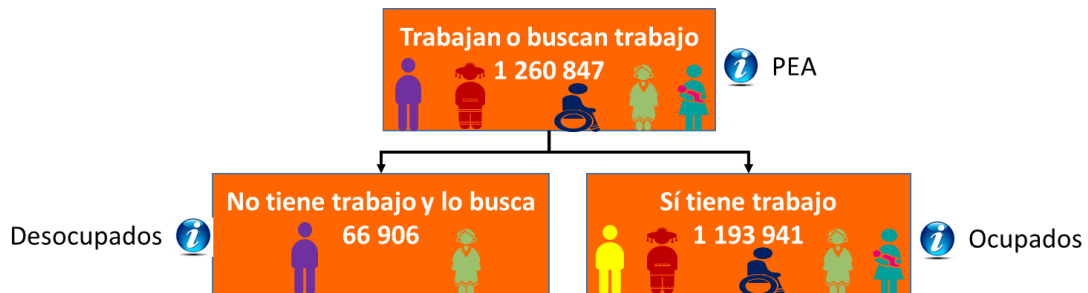 Trabajan o buscan trabajo
1 260 847
i PEA
No tiene trabajo y lo busca
66 906
Desocupados i
Sí tiene trabajo
1 193 941
i Ocupados